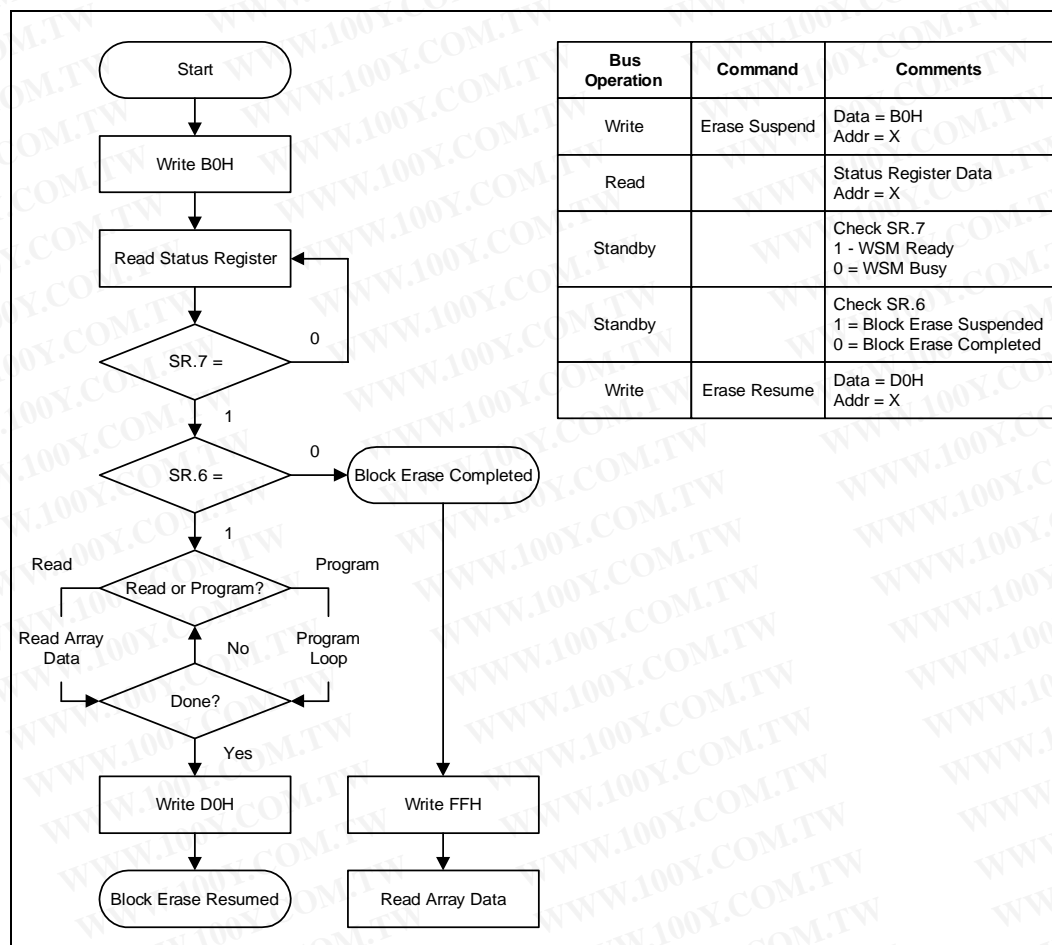 Start
Write B0H
Read Status Register
SR.7 =
0
1
SR.6 =
0
Block Erase Completed
1
Read
Read or Program?
Program
Read Array
Data
No
Program
Loop
Done?
Yes
Write D0H
Write FFH
Block Erase Resumed
Read Array Data
Bus
Operation
Command
Comments
Write
Erase Suspend
Data = B0H
Addr = X
Read
Status Register Data
Addr = X
Standby
Check SR.7
1 - WSM Ready
0 = WSM Busy
Standby
Check SR.6
1 = Block Erase Suspended
0 = Block Erase Completed
Write
Erase Resume
Data = D0H
Addr = X
WWW.100Y.COM.TW